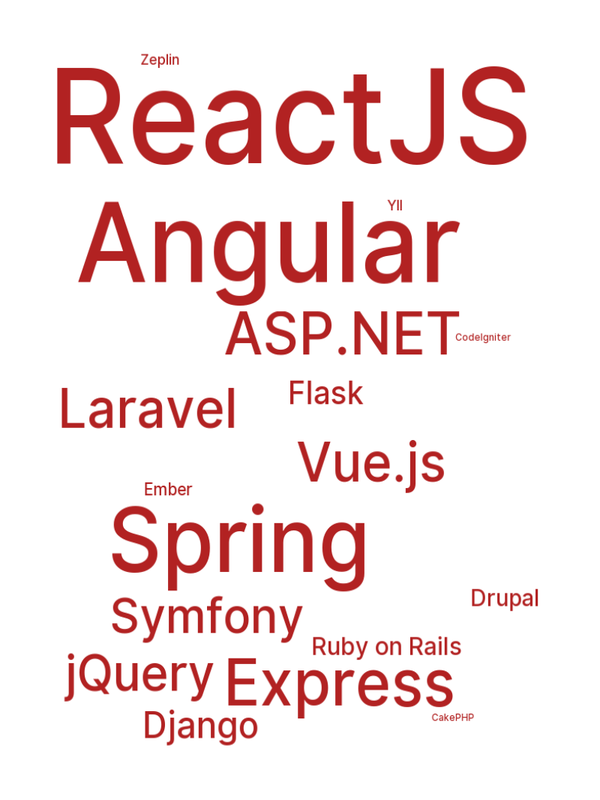 Zeplin
ReactJS
YII
Angular
ASP.NET
CodeIgniter
Flask
Laravel
Vue.js
Ember
Spring
Drupal
Symfony
Ruby on Rails
jQuery
Express
CakePHP
Django